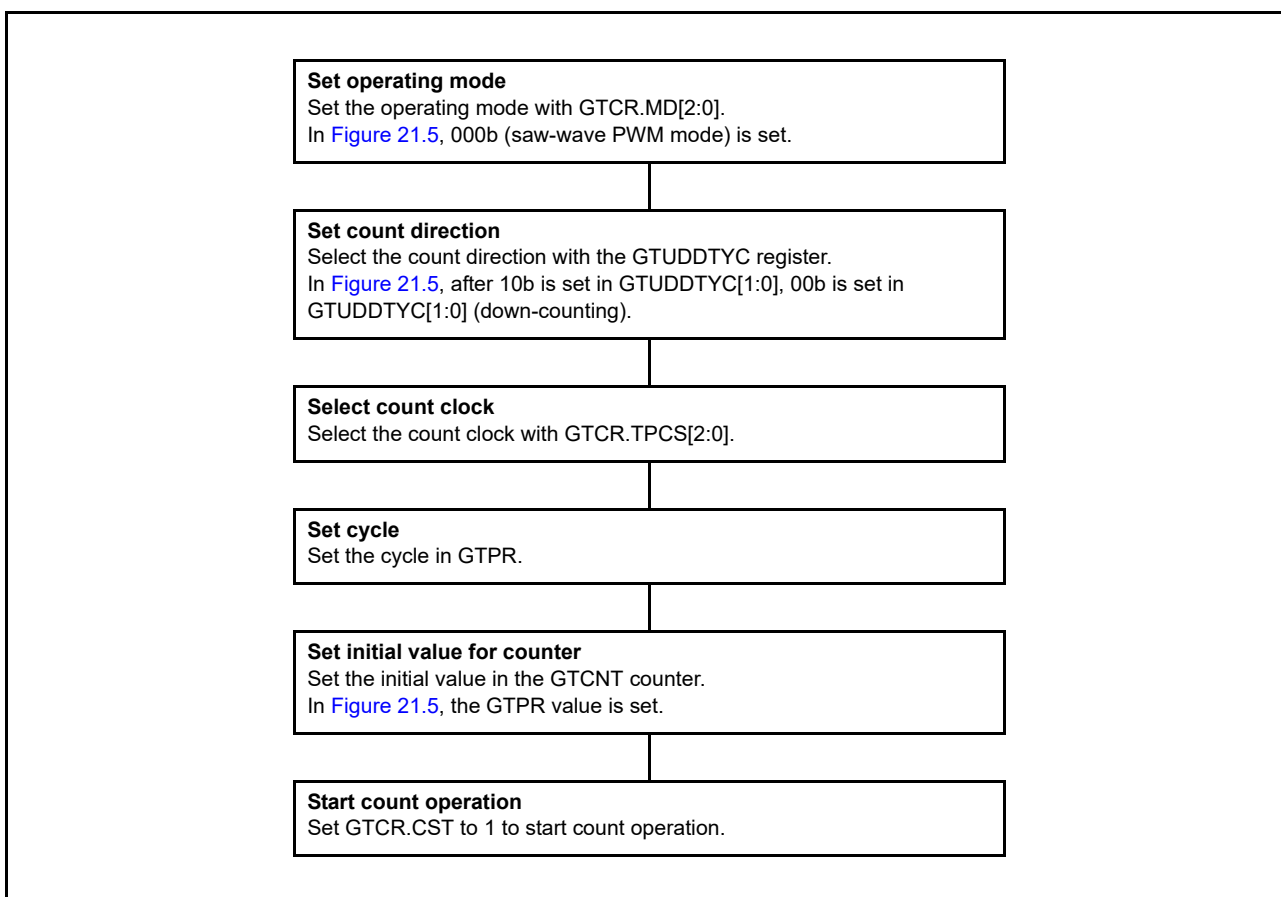 Set operating mode
Set the operating mode with GTCR.MD[2:0].
In Figure 21.5, 000b (saw-wave PWM mode) is set.
Set count direction
Select the count direction with the GTUDDTYC register.
In Figure 21.5, after 10b is set in GTUDDTYC[1:0], 00b is set in
GTUDDTYC[1:0] (down-counting).
Select count clock
Select the count clock with GTCR.TPCS[2:0].
Set cycle
Set the cycle in GTPR.
Set initial value for counter
Set the initial value in the GTCNT counter.
In Figure 21.5, the GTPR value is set.
Start count operation
Set GTCR.CST to 1 to start count operation.